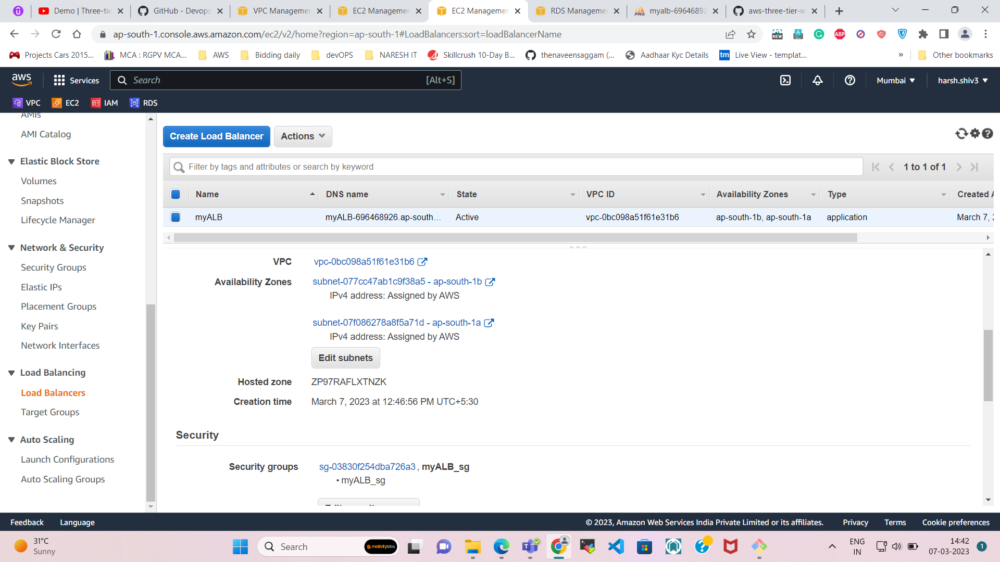 Demo | Three-tie
GitHub - Devops
VPC Managemen
EC2 Managemen
EC2 Managemen
RDS Manageme
myalb-69646892
aws-three-tier-w
ap-south-1.console.aws.amazon.com/ec2/v2/home?region=ap-south-1#LoadBalancers:sort=loadBalancerName
Projects Cars 2015...
MCA : RGPV MCA...
AWS
Bidding daily
devOPS
NARESH IT
Skillcrush 10-Day B...
thenaveensaggam (...
Aadhaar Kyc Details
Live View - templat...
»
Other bookmarks
aws
Services
Search
[Alt+S]
Mumbai
harsh.shiv3
VPC
EC2
IAM
RDS
AMIs
AMI Catalog
Elastic Block Store
Volumes
Snapshots
Lifecycle Manager
Network & Security
Security Groups
Elastic IPs
Placement Groups
Key Pairs
Network Interfaces
Load Balancing
Load Balancers
Target Groups
Auto Scaling
Launch Configurations
Auto Scaling Groups
Create Load Balancer
Actions
Filter by tags and attributes or search by keyword
1 to 1 of 1
Name DNS name State VPC ID Availability Zones Type Created A
myALB myALB-696468926.ap-south... Active vpc-0bc098a51f61e31b6 ap-south-1b, ap-south-1a application March 7, 2
VPC vpc-0bc098a51f61e31b6
Availability Zones subnet-077cc47ab1c9f38a5 - ap-south-1b
IPv4 address: Assigned by AWS
subnet-07f086278a8f5a71d - ap-south-1a
IPv4 address: Assigned by AWS
Edit subnets
Hosted zone ZP97RAFLXTNZK
Creation time March 7, 2023 at 12:46:56 PM UTC+5:30
Security
Security groups sg-03830f254dba726a3, myALB_sg
• myALB_sg
Feedback
Language
© 2023, Amazon Web Services India Private Limited or its affiliates.
Privacy
Terms
Cookie preferences
31°C
Sunny
Search
motivitylabs
ENG
IN
14:42
07-03-2023
1